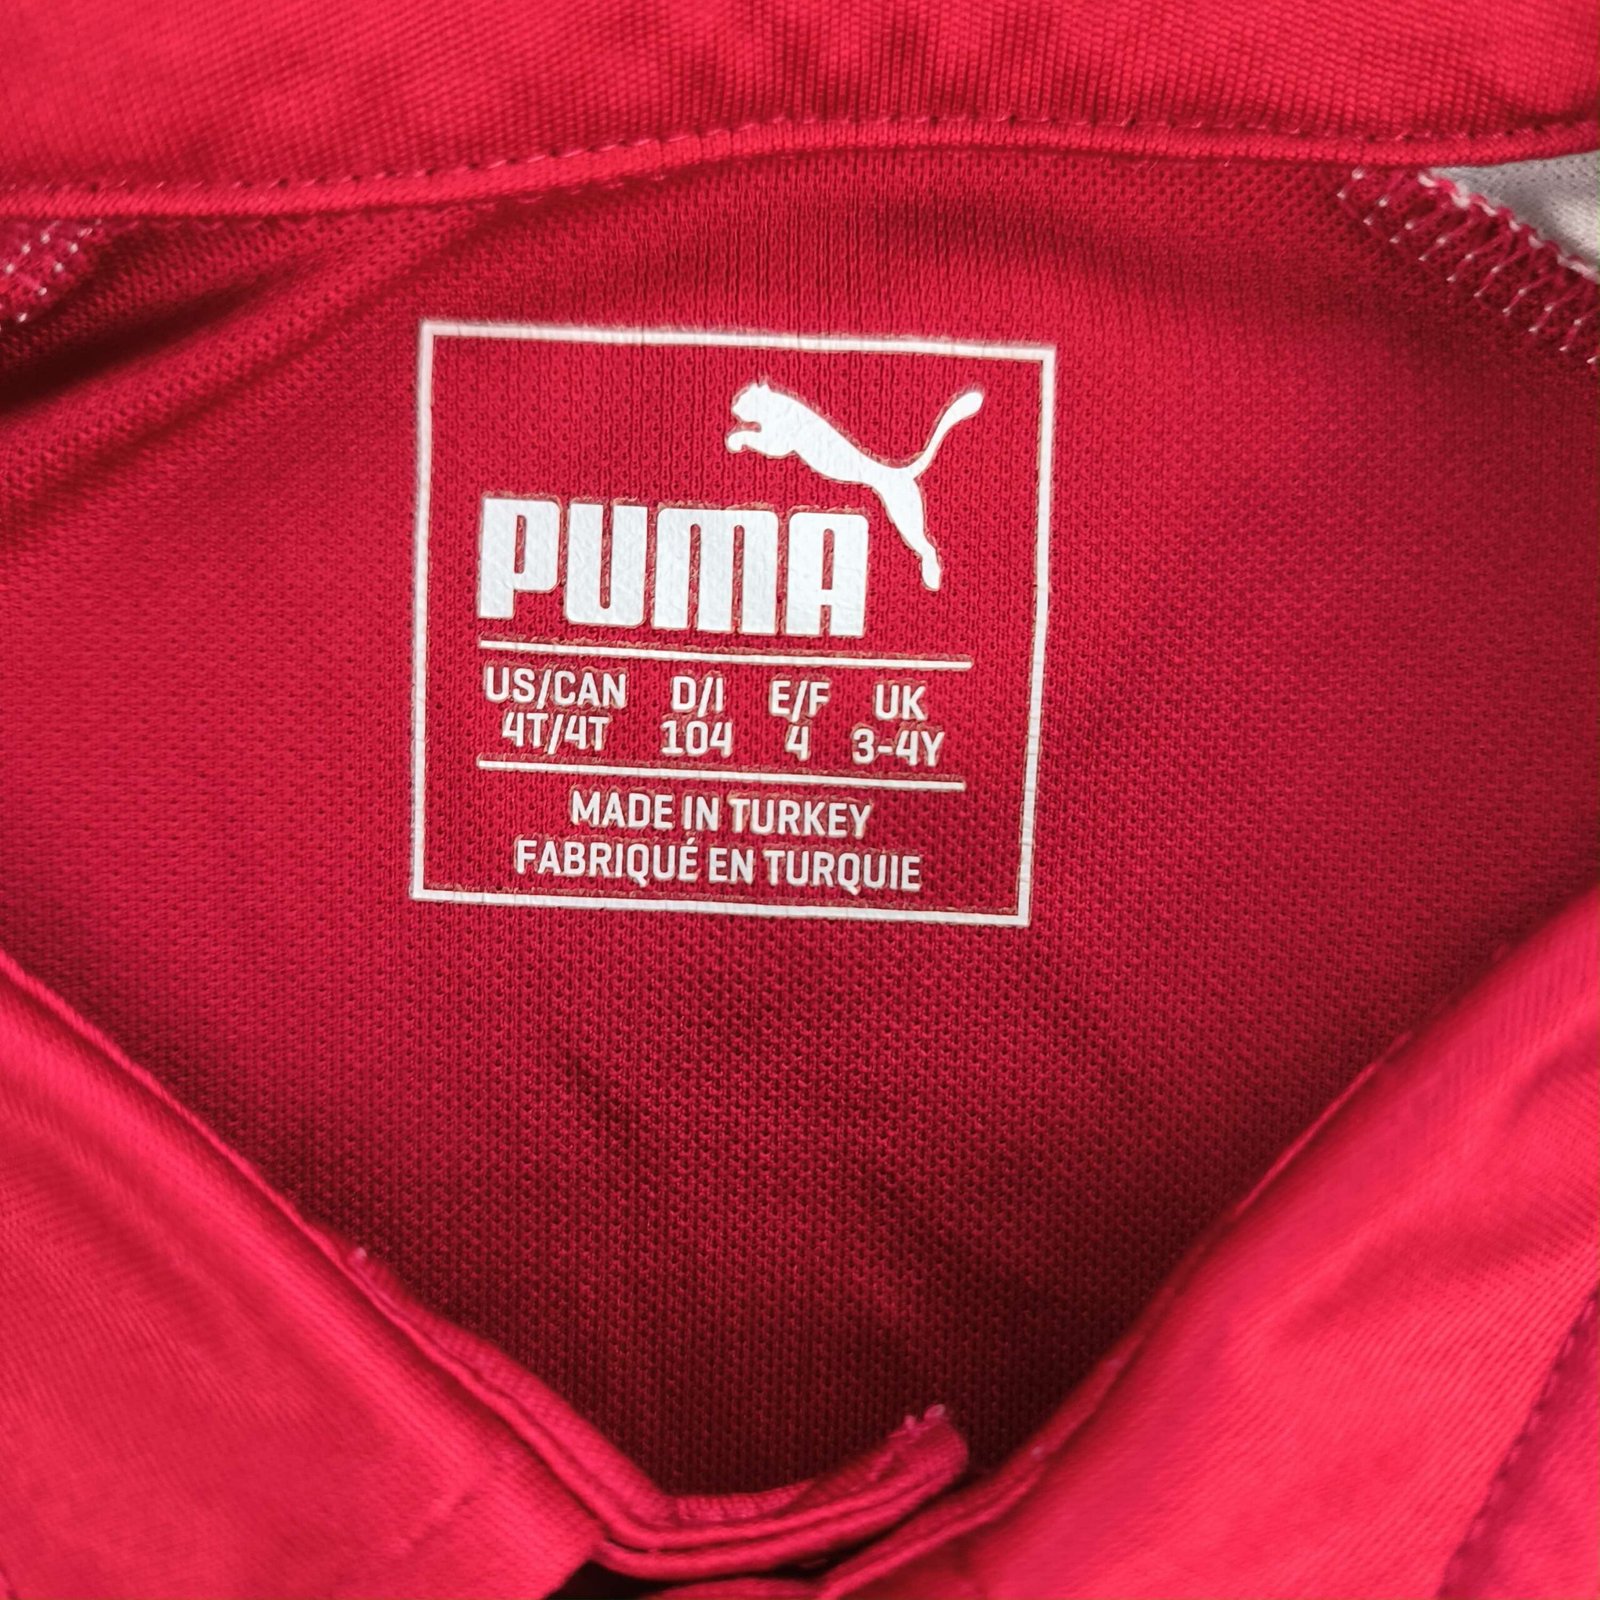 PUMA
US/CAN D/I E/F UK
4T/4T 104 4 3-4Y
MADE IN TURKEY
FABRIQUÉ EN TURQUIE